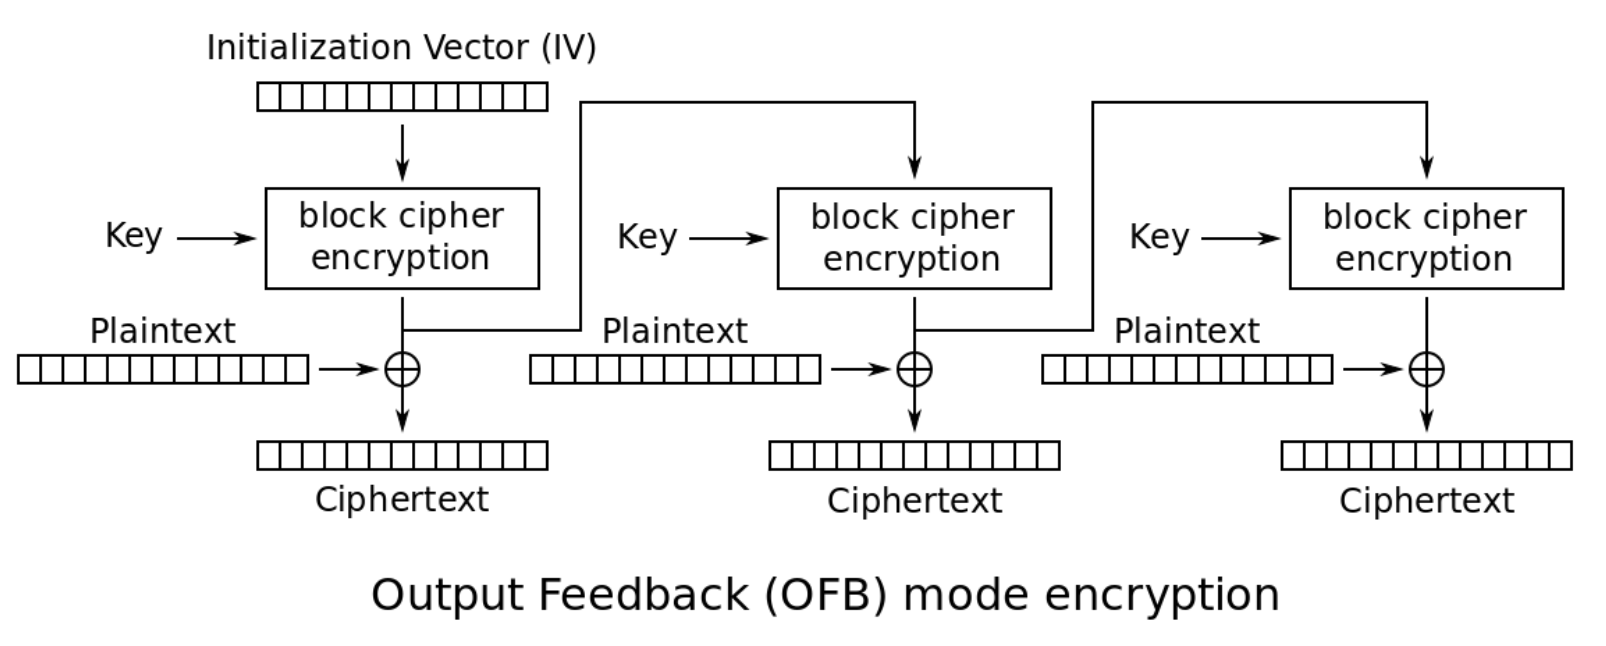 Initialization Vector (IV)
block cipher
encryption
Key
Plaintext
Ciphertext
block cipher
encryption
Key
Plaintext
Ciphertext
block cipher
encryption
Key
Plaintext
Ciphertext
Output Feedback (OFB) mode encryption